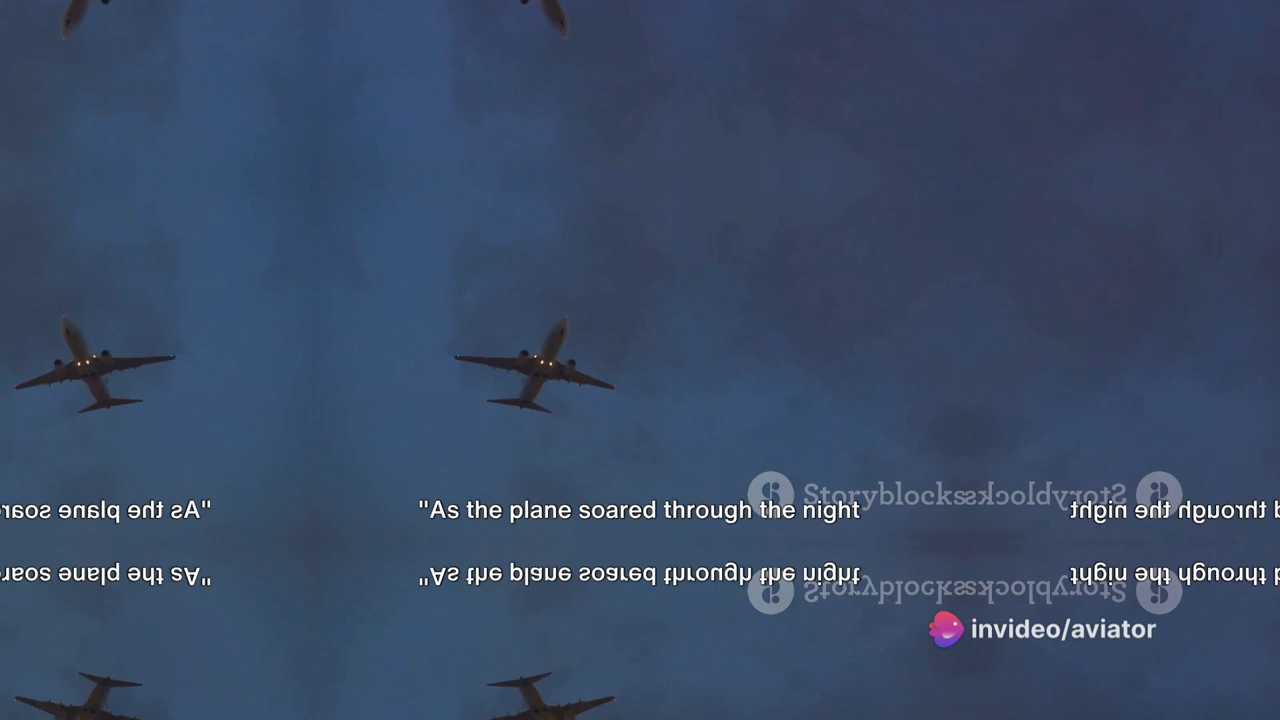 "As the plane soared through the night
Storyblocks
invideo/aviator